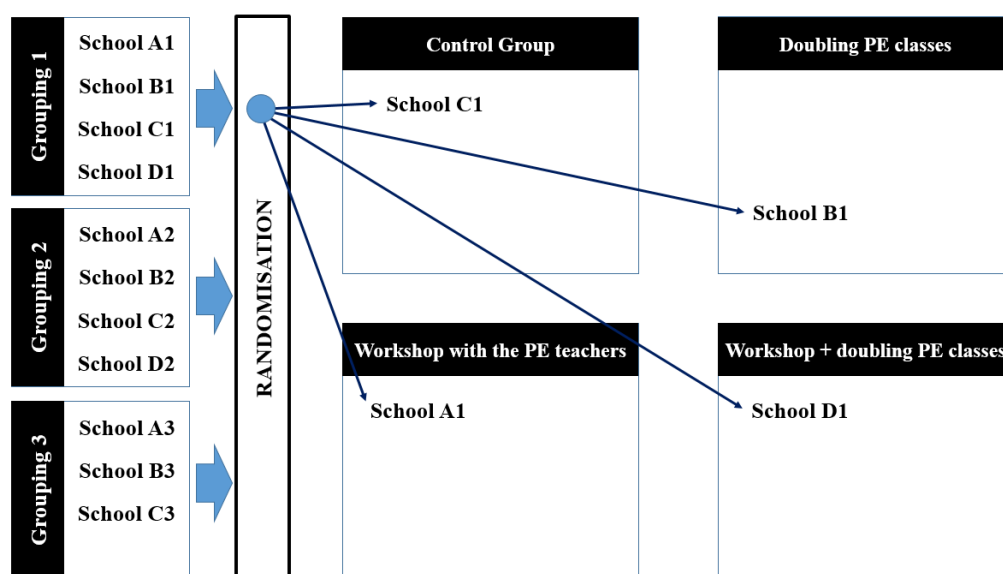 Grouping 1
School A1
School B1
School C1
School D1
Grouping 2
School A2
School B2
School C2
School D2
Grouping 3
School A3
School B3
School C3
RANDOMISATION
Control Group
School C1
Doubling PE classes
School B1
Workshop with the PE teachers
School A1
Workshop + doubling PE classes
School D1